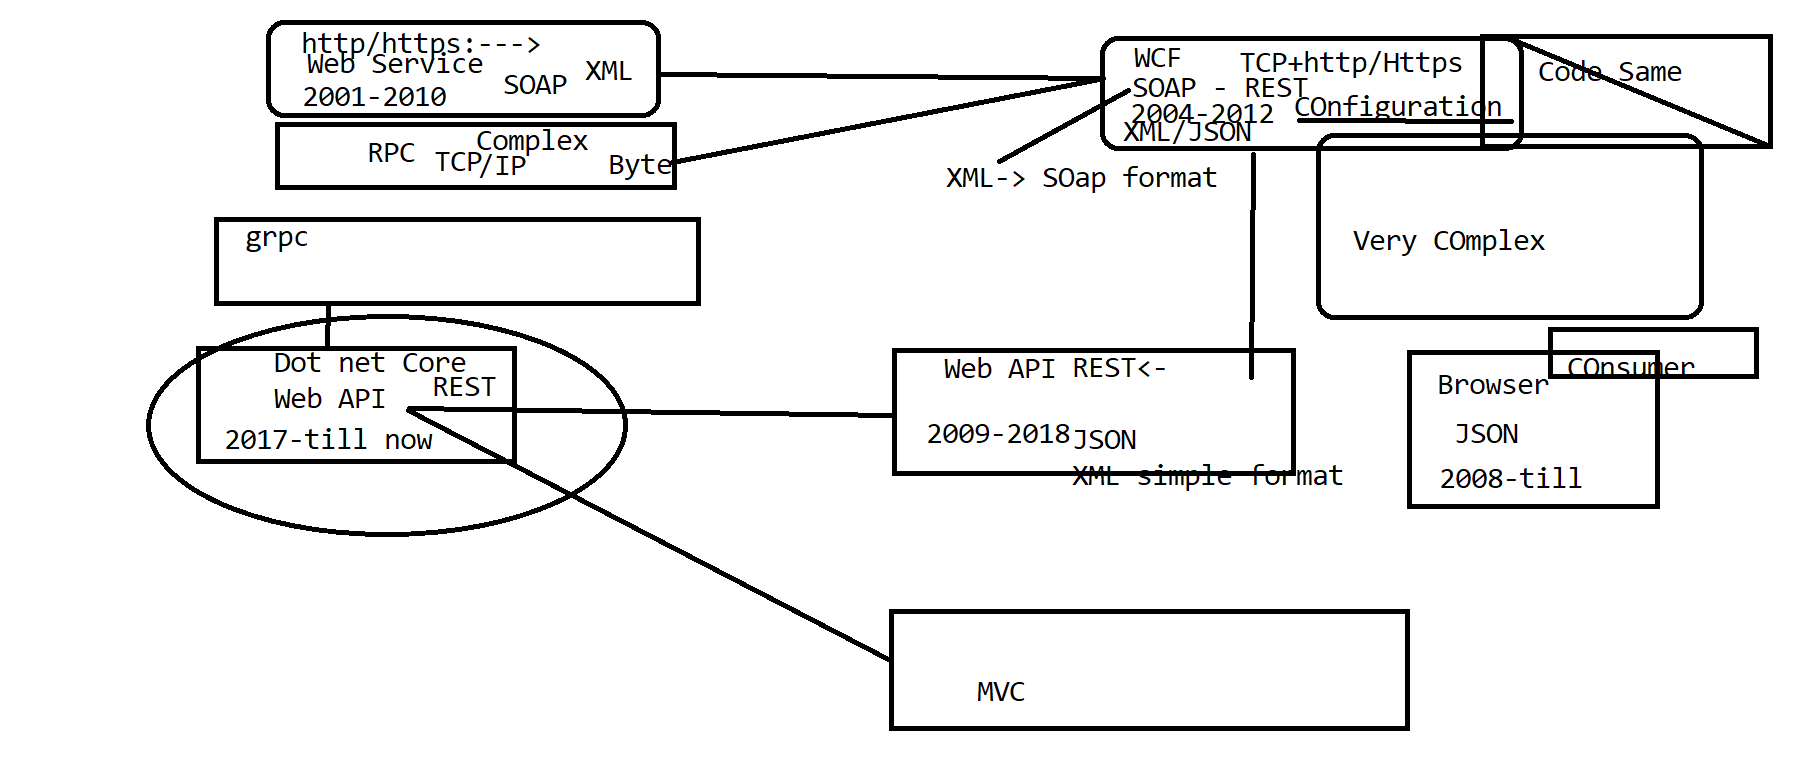 http/https:--->
Web Service
SOAP
XML
2001-2010
Complex
RPC
TCP/IP
Byte
WCF
TCP+http/Https
SOAP - REST
2004-2012
COnfiguration
XML/JSON
Code Same
XML-> SOap format
Very COmplex
grpc
Dot net Core
REST
Web API
2017-till now
Web API REST<-
2009-2018
JSON
XML simple format
COnsumer
Browser
JSON
2008-till
MVC